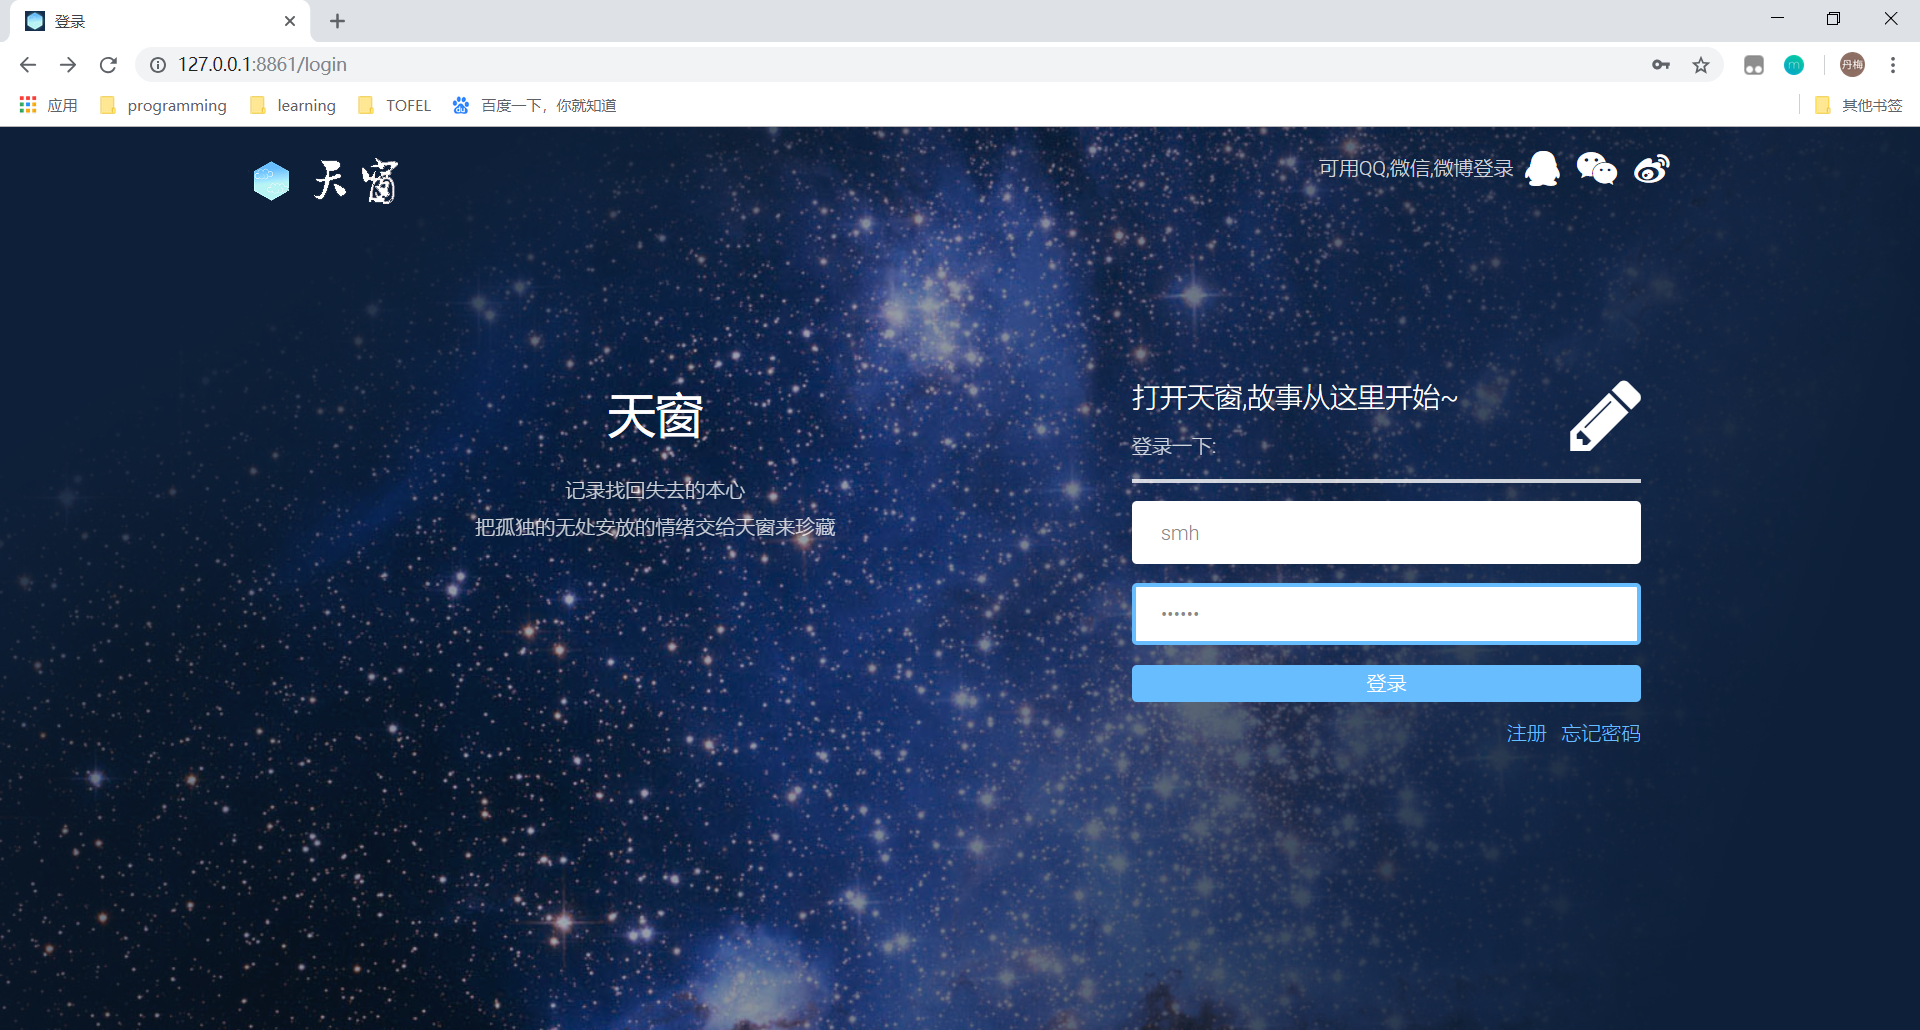 登录
127.0.0.1:8861/login
丹梅
应用
programming
learning
TOFEL
百度一下，你就知道
其他书签
天窗
可用QQ,微信,微博登录
天窗
记录找回失去的本心
把孤独的无处安放的情绪交给天窗来珍藏
打开天窗,故事从这里开始~
登录一下:
smh
••••••
登录
注册 忘记密码